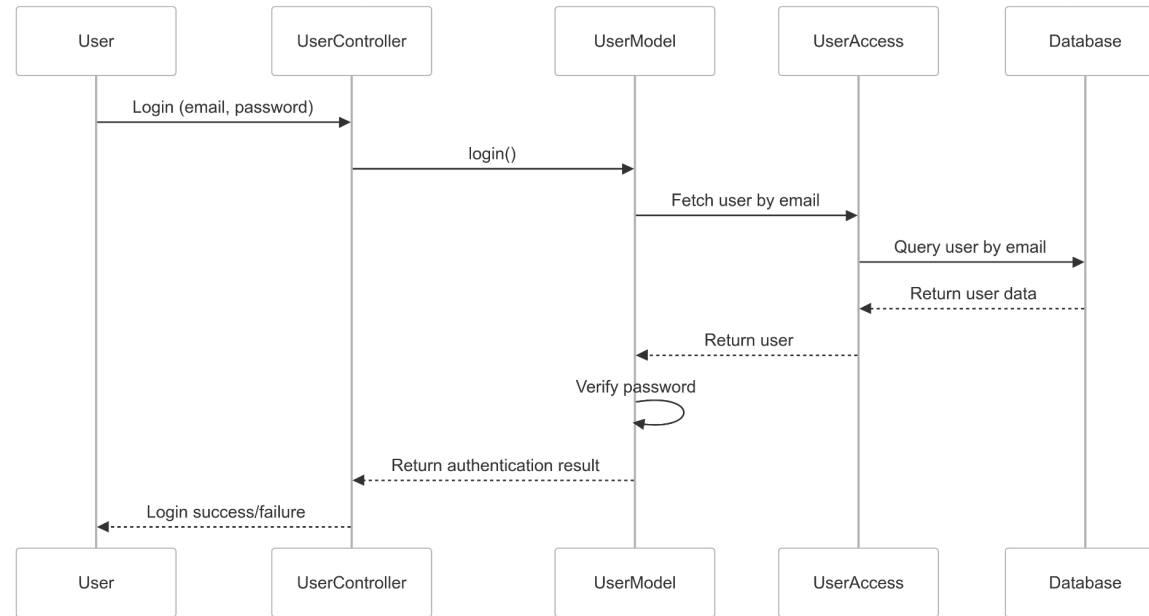 User
UserController
UserModel
UserAccess
Database
Login (email, password)
login()
Fetch user by email
Query user by email
Return user data
Return user
Verify password
Return authentication result
Login success/failure
User
UserController
UserModel
UserAccess
Database